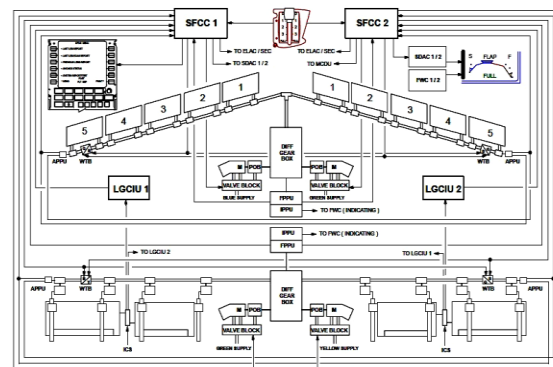 SFCC 1
SFCC 2
TO ELAC / SEC
TO ELAC / SEC
TO SDAC 1 / 2
TO MCDU
SDAC 1 / 2
FWC 1 / 2
S FLAP F
FULL
5 4 3 2 1
1 2 3 4 5
APPU
WTB
WTB
APPU
DIFF
GEAR
BOX
M POB
POB M
VALVE BLOCK
VALVE BLOCK
BLUE SUPPLY
GREEN SUPPLY
FPPU
IPPU
TO FWC ( INDICATING )
LGCIU 1
LGCIU 2
IPPU
TO FWC ( INDICATING )
FPPU
TO LGCIU 2
TO LGCIU 1
APPU
WTB
WTB
APPU
DIFF
GEAR
BOX
M POB
POB M
VALVE BLOCK
VALVE BLOCK
GREEN SUPPLY
YELLOW SUPPLY
ICS
ICS